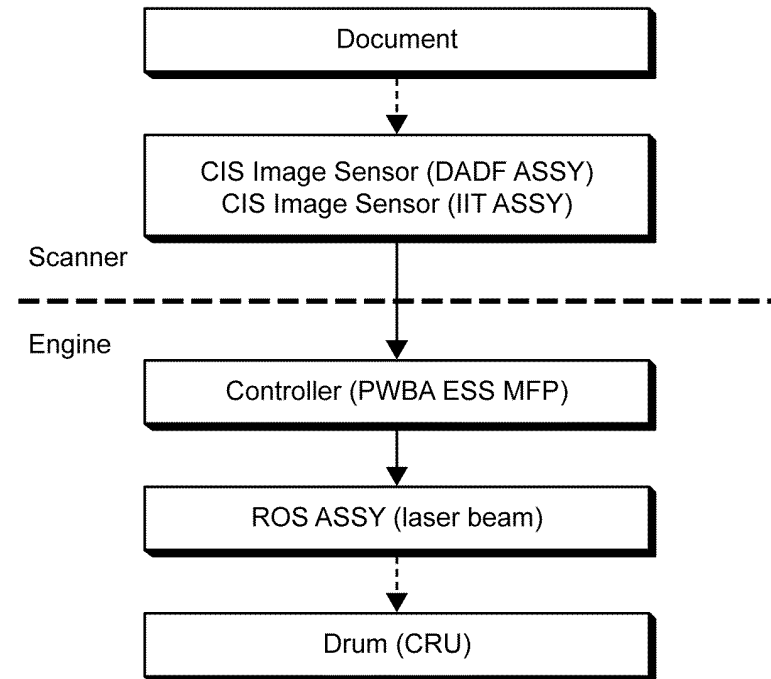 Document
CIS Image Sensor (DADF ASSY)
CIS Image Sensor (IIT ASSY)
Scanner
Engine
Controller (PWBA ESS MFP)
ROS ASSY (laser beam)
Drum (CRU)